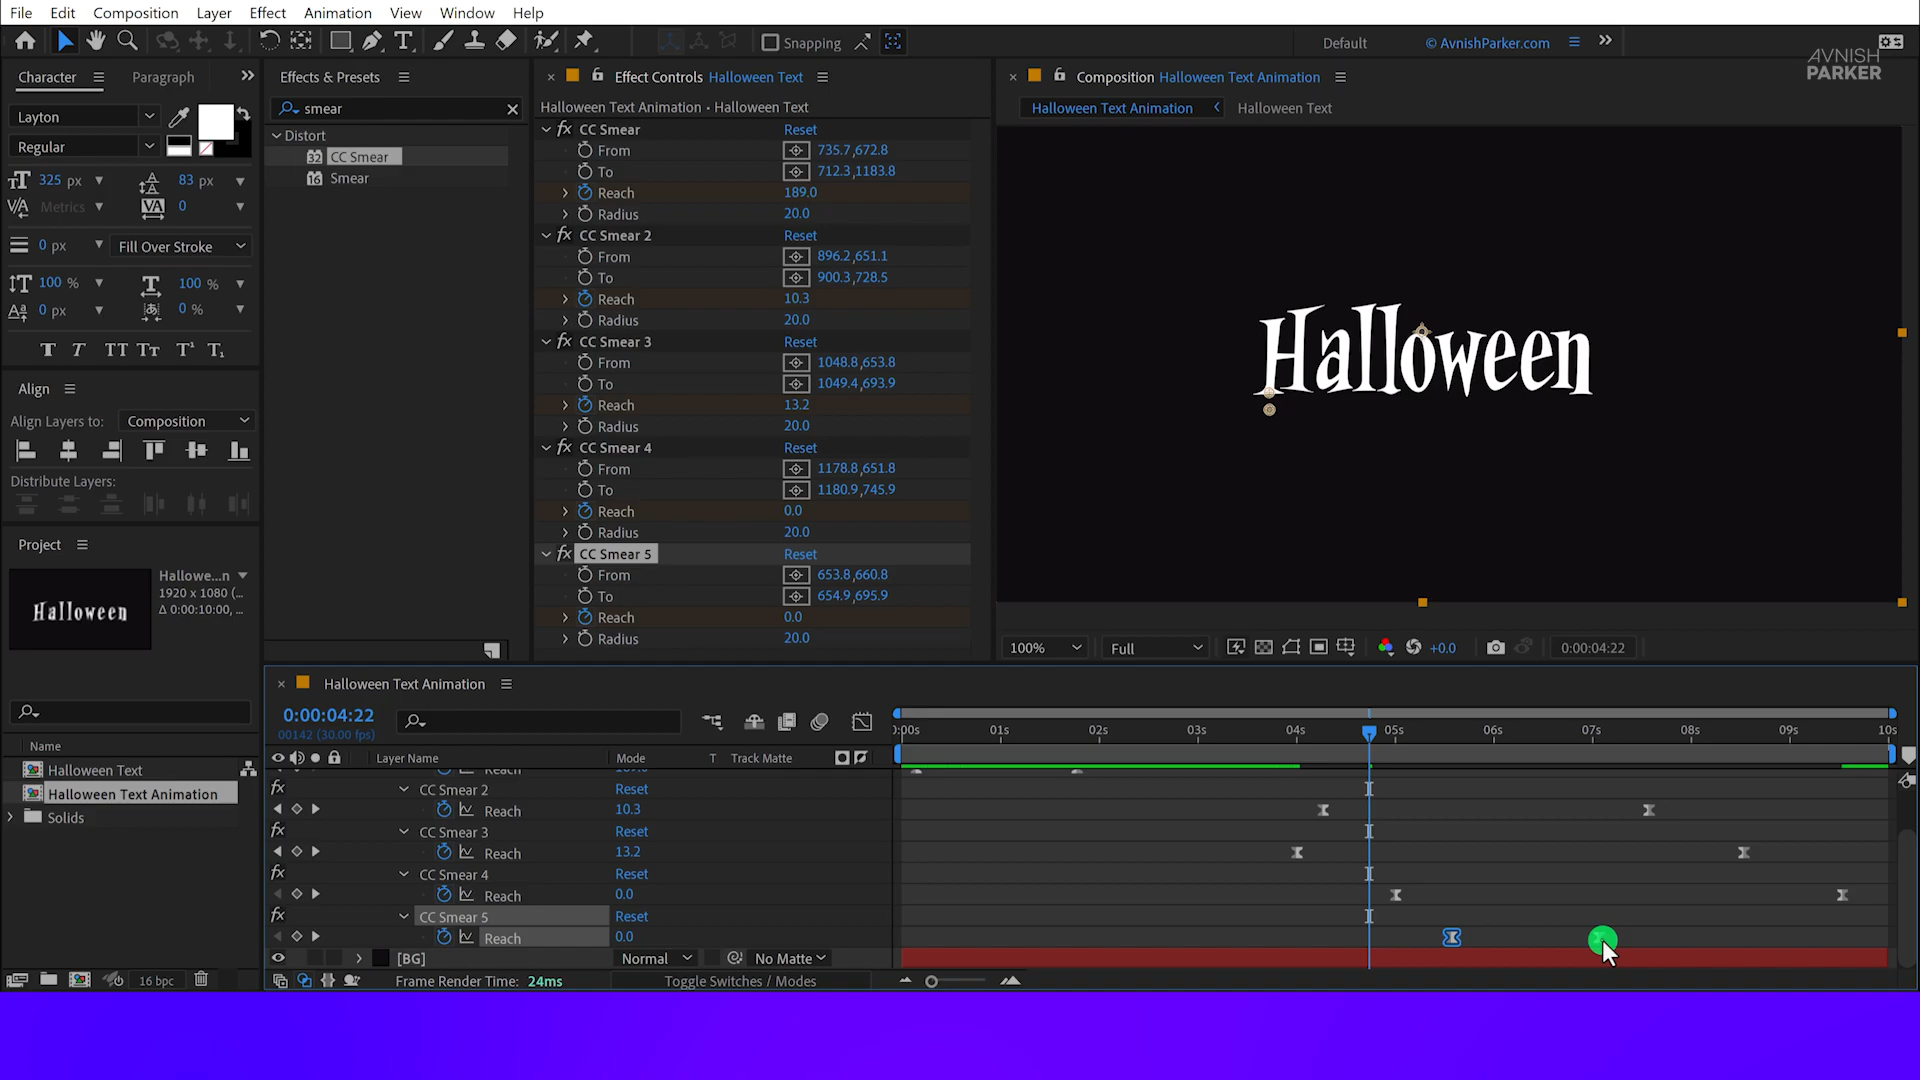 File Edit Composition Layer Effect Animation View Window Help
Snapping
Default
© AvnishParker.com
AVNISH
PARKER
Character
Paragraph
Layton
Regular
325 px
83 px
Metrics
0
0 px
Fill Over Stroke
100 %
100 %
0 px
0 %
Align
Align Layers to:
Composition
Distribute Layers:
Project
Hallowe...n
1920 x 1080 (...
Δ 0:00:10:00, ...
Halloween
Name
Halloween Text
Halloween Text Animation
Solids
16 bpc
Effects & Presets
smear
Distort
32 CC Smear
16 Smear
Effect Controls Halloween Text
Halloween Text Animation • Halloween Text
fx CC Smear Reset
From 735.7,672.8
To 712.3,1183.8
Reach 189.0
Radius 20.0
fx CC Smear 2 Reset
From 896.2,651.1
To 900.3,728.5
Reach 10.3
Radius 20.0
fx CC Smear 3 Reset
From 1048.8,653.8
To 1049.4,693.9
Reach 13.2
Radius 20.0
fx CC Smear 4 Reset
From 1178.8,651.8
To 1180.9,745.9
Reach 0.0
Radius 20.0
fx CC Smear 5 Reset
From 653.8,660.8
To 654.9,695.9
Reach 0.0
Radius 20.0
Composition Halloween Text Animation
Halloween Text Animation
Halloween Text
Halloween
100%
Full
+0.0
0:00:04:22
Halloween Text Animation
0:00:04:22
00142 (30.00 fps)
0:00s 01s 02s 03s 04s 05s 06s 07s 08s 09s 10s
Layer Name Mode T Track Matte
Reach
fx CC Smear 2 Reset
Reach 10.3
fx CC Smear 3 Reset
Reach 13.2
fx CC Smear 4 Reset
Reach 0.0
fx CC Smear 5 Reset
Reach 0.0
[BG] Normal No Matte
Frame Render Time: 24ms
Toggle Switches / Modes